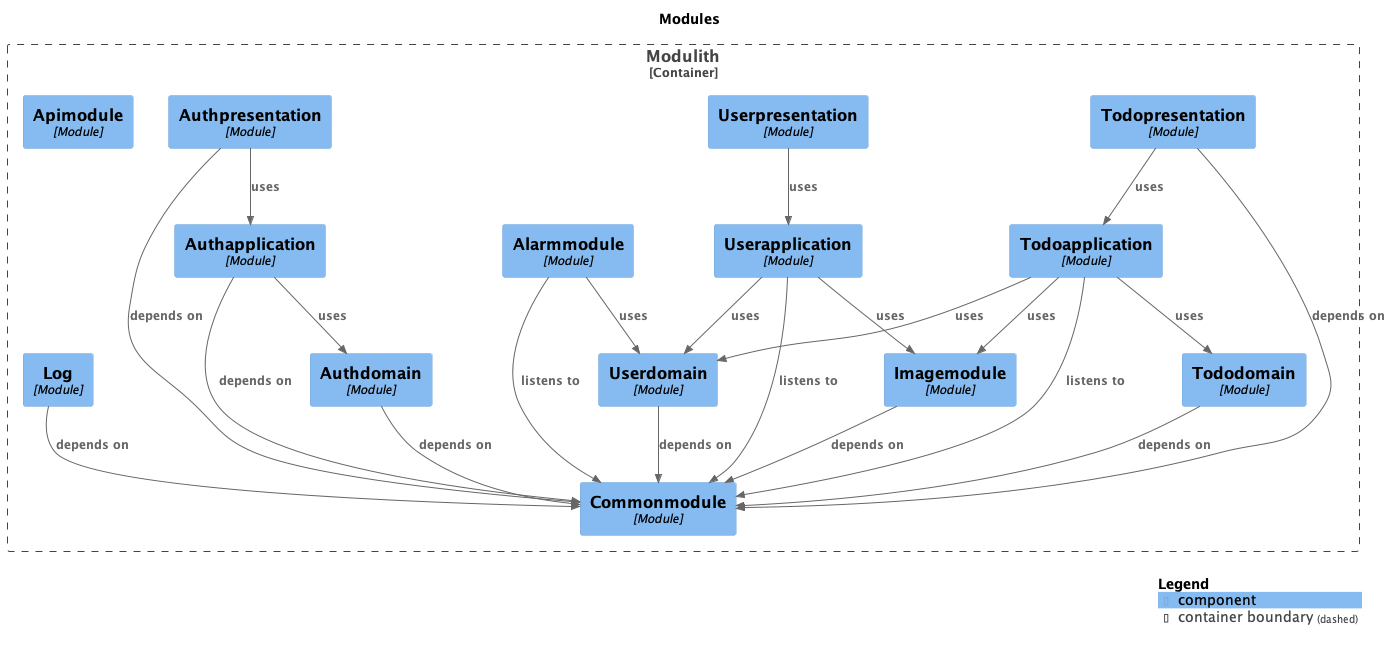 Modules
Modulith
[Container]
Apimodule
[Module]
Authpresentation
[Module]
Userpresentation
[Module]
Todopresentation
[Module]
uses
uses
uses
Authapplication
[Module]
Alarmmodule
[Module]
Userapplication
[Module]
Todoapplication
[Module]
depends on
uses
uses
uses
uses
uses
uses
uses
depends on
Log
[Module]
Authdomain
[Module]
Userdomain
[Module]
Imagemodule
[Module]
Tododomain
[Module]
depends on
listens to
listens to
listens to
depends on
depends on
depends on
depends on
depends on
Commonmodule
[Module]
Legend
component
container boundary (dashed)